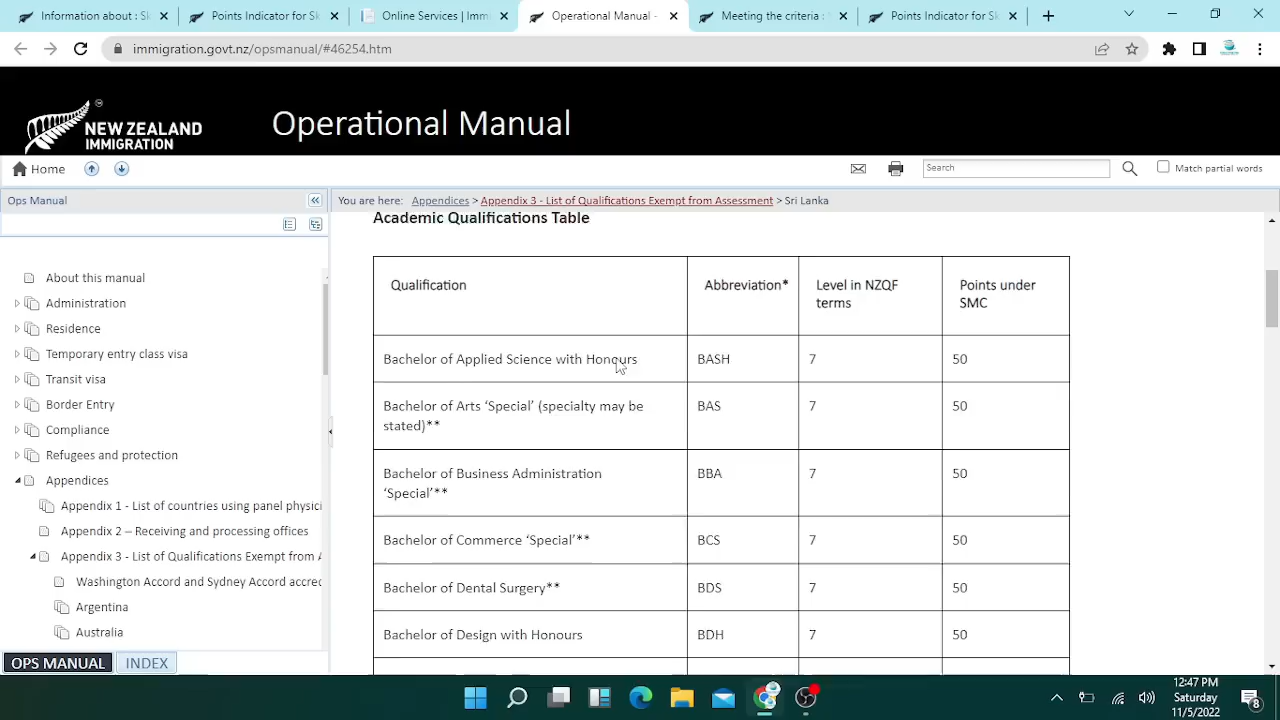 Information about : Sk
Points Indicator for Sk
Online Services | Immi
Operational Manual -
Meeting the criteria : S
Points Indicator for Sk
immigration.govt.nz/opsmanual/#46254.htm
NEW ZEALAND
IMMIGRATION
Operational Manual
Home
Search
Match partial words
Ops Manual
You are here: Appendices > Appendix 3 - List of Qualifications Exempt from Assessment > Sri Lanka
About this manual
Administration
Residence
Temporary entry class visa
Transit visa
Border Entry
Compliance
Refugees and protection
Appendices
Appendix 1 - List of countries using panel physici
Appendix 2 – Receiving and processing offices
Appendix 3 - List of Qualifications Exempt from A
Washington Accord and Sydney Accord accred
Argentina
Australia
OPS MANUAL INDEX
Academic Qualifications Table
Qualification Abbreviation* Level in NZQF Points under
terms SMC
Bachelor of Applied Science with Honours BASH 7 50
Bachelor of Arts ‘Special’ (specialty may be BAS 7 50
stated)**
Bachelor of Business Administration BBA 7 50
‘Special’**
Bachelor of Commerce ‘Special’** BCS 7 50
Bachelor of Dental Surgery** BDS 7 50
Bachelor of Design with Honours BDH 7 50
12:47 PM
Saturday
11/5/2022
8